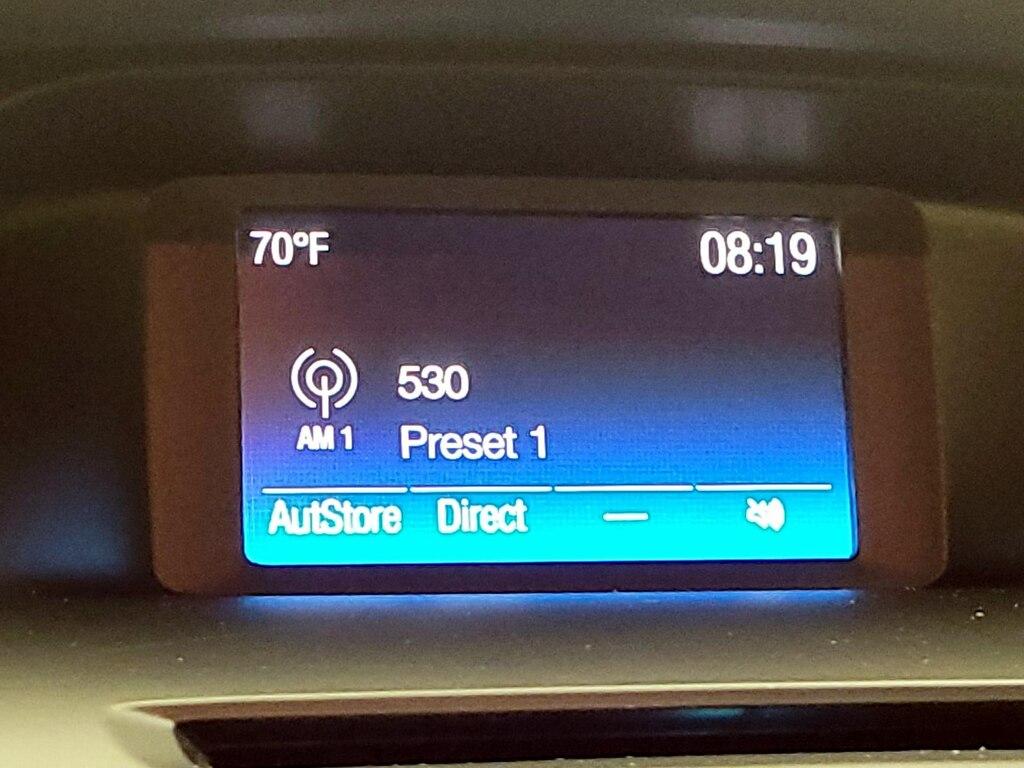 70°F 08:19
530
AM 1 Preset 1
AutStore Direct —